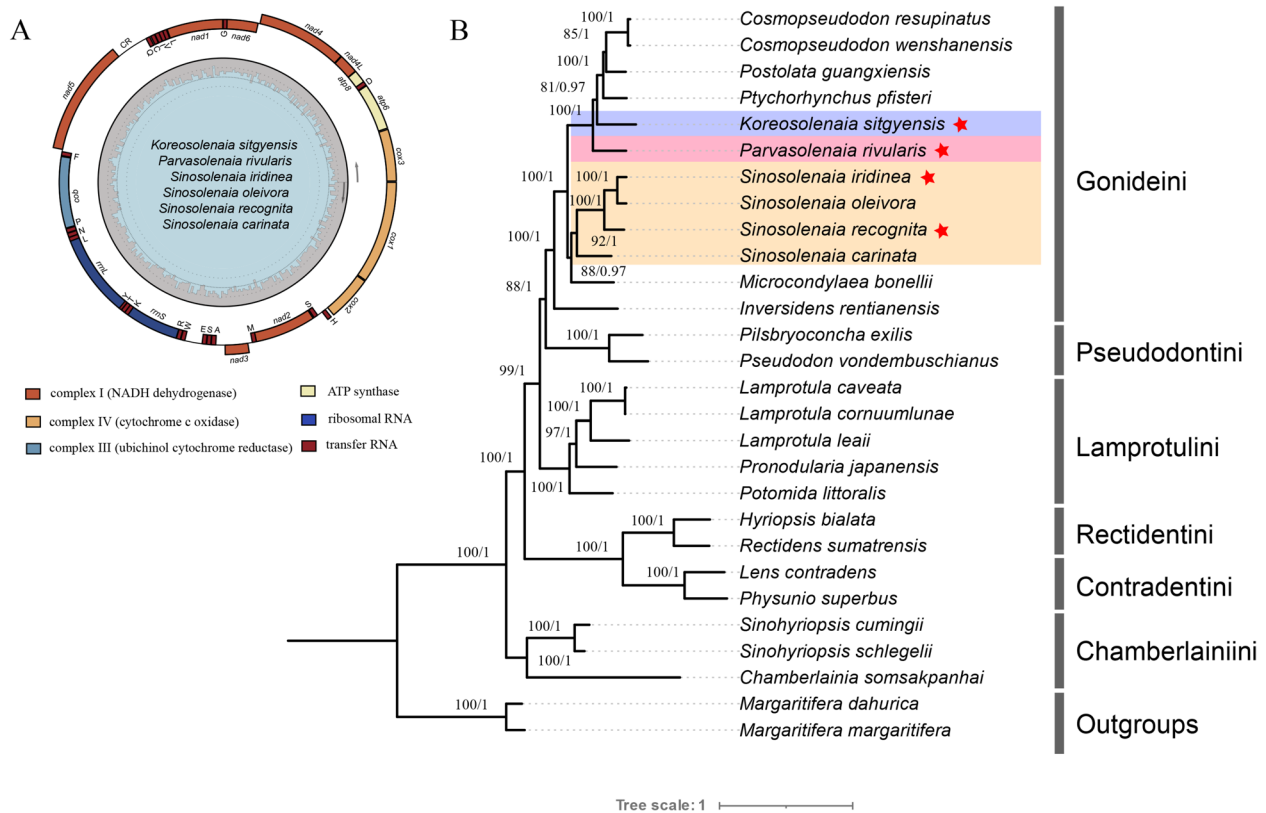 A
CR
nad1
G
nad6
nad4
nad4L
atp8
D
atp6
cox3
cox1
cox2
H
S
nad2
M
nad3
E S A
R W
rrnS
T Y K
rrnL
P N L
cob
F
nad5
Koreosolenaia sitgyensis
Parvasolenaia rivularis
Sinosolenaia iridinea
Sinosolenaia oleivora
Sinosolenaia recognita
Sinosolenaia carinata
complex I (NADH dehydrogenase)
complex IV (cytochrome c oxidase)
complex III (ubichinol cytochrome reductase)
ATP synthase
ribosomal RNA
transfer RNA
B
100/1
Cosmopseudodon resupinatus
85/1
Cosmopseudodon wenshanensis
100/1
Postolata guangxiensis
81/0.97
Ptychorhynchus pfisteri
100/1
Koreosolenaia sitgyensis
Parvasolenaia rivularis
100/1
100/1
Sinosolenaia iridinea
100/1
Sinosolenaia oleivora
92/1
Sinosolenaia recognita
100/1
Sinosolenaia carinata
88/0.97
88/1
Microcondylaea bonellii
Inversidens rentianensis
100/1
Pilsbryoconcha exilis
Pseudodon vondembuschianus
99/1
100/1
Lamprotula caveata
100/1
Lamprotula cornuumlunae
97/1
Lamprotula leaii
100/1
Pronodularia japanensis
100/1
Potomida littoralis
100/1
Hyriopsis bialata
100/1
Rectidens sumatrensis
100/1
100/1
Lens contradens
Physunio superbus
100/1
Sinohyriopsis cumingii
100/1
Sinohyriopsis schlegelii
Chamberlainia somsakpanhai
100/1
Margaritifera dahurica
Margaritifera margaritifera
Gonideini
Pseudodontini
Lamprotulini
Rectidentini
Contradentini
Chamberlainiini
Outgroups
Tree scale: 1